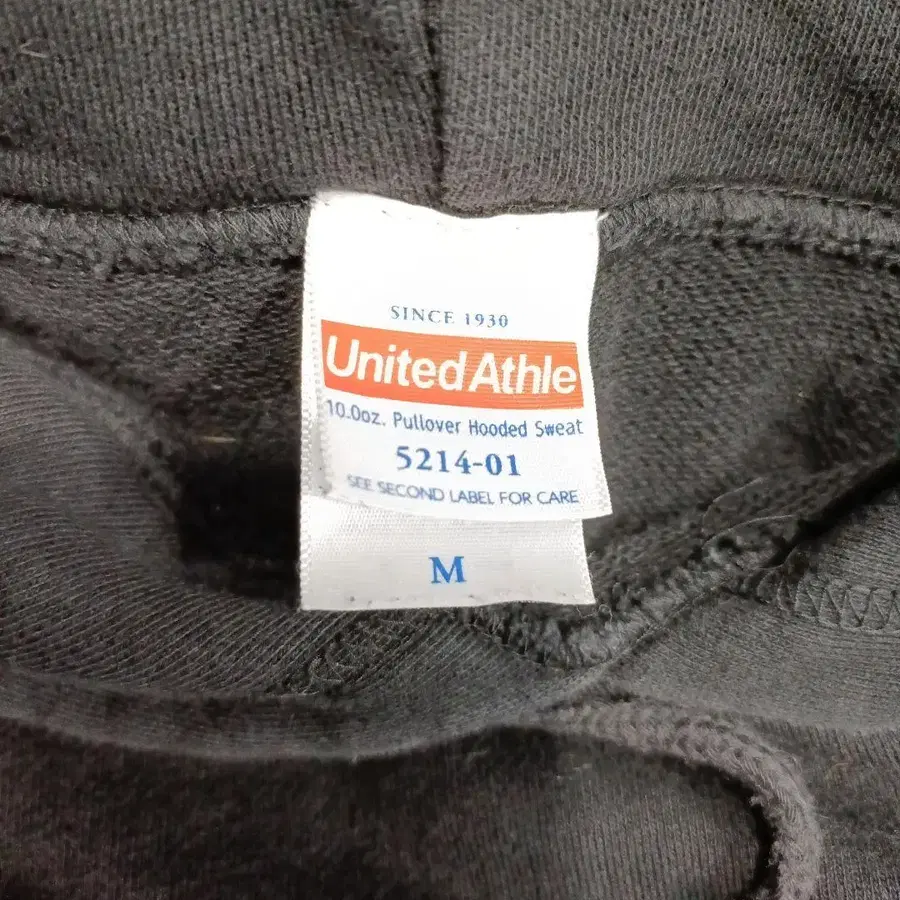 SINCE 1930
United Athle
10.0oz. Pullover Hooded Sweat
5214-01
SEE SECOND LABEL FOR CARE
M